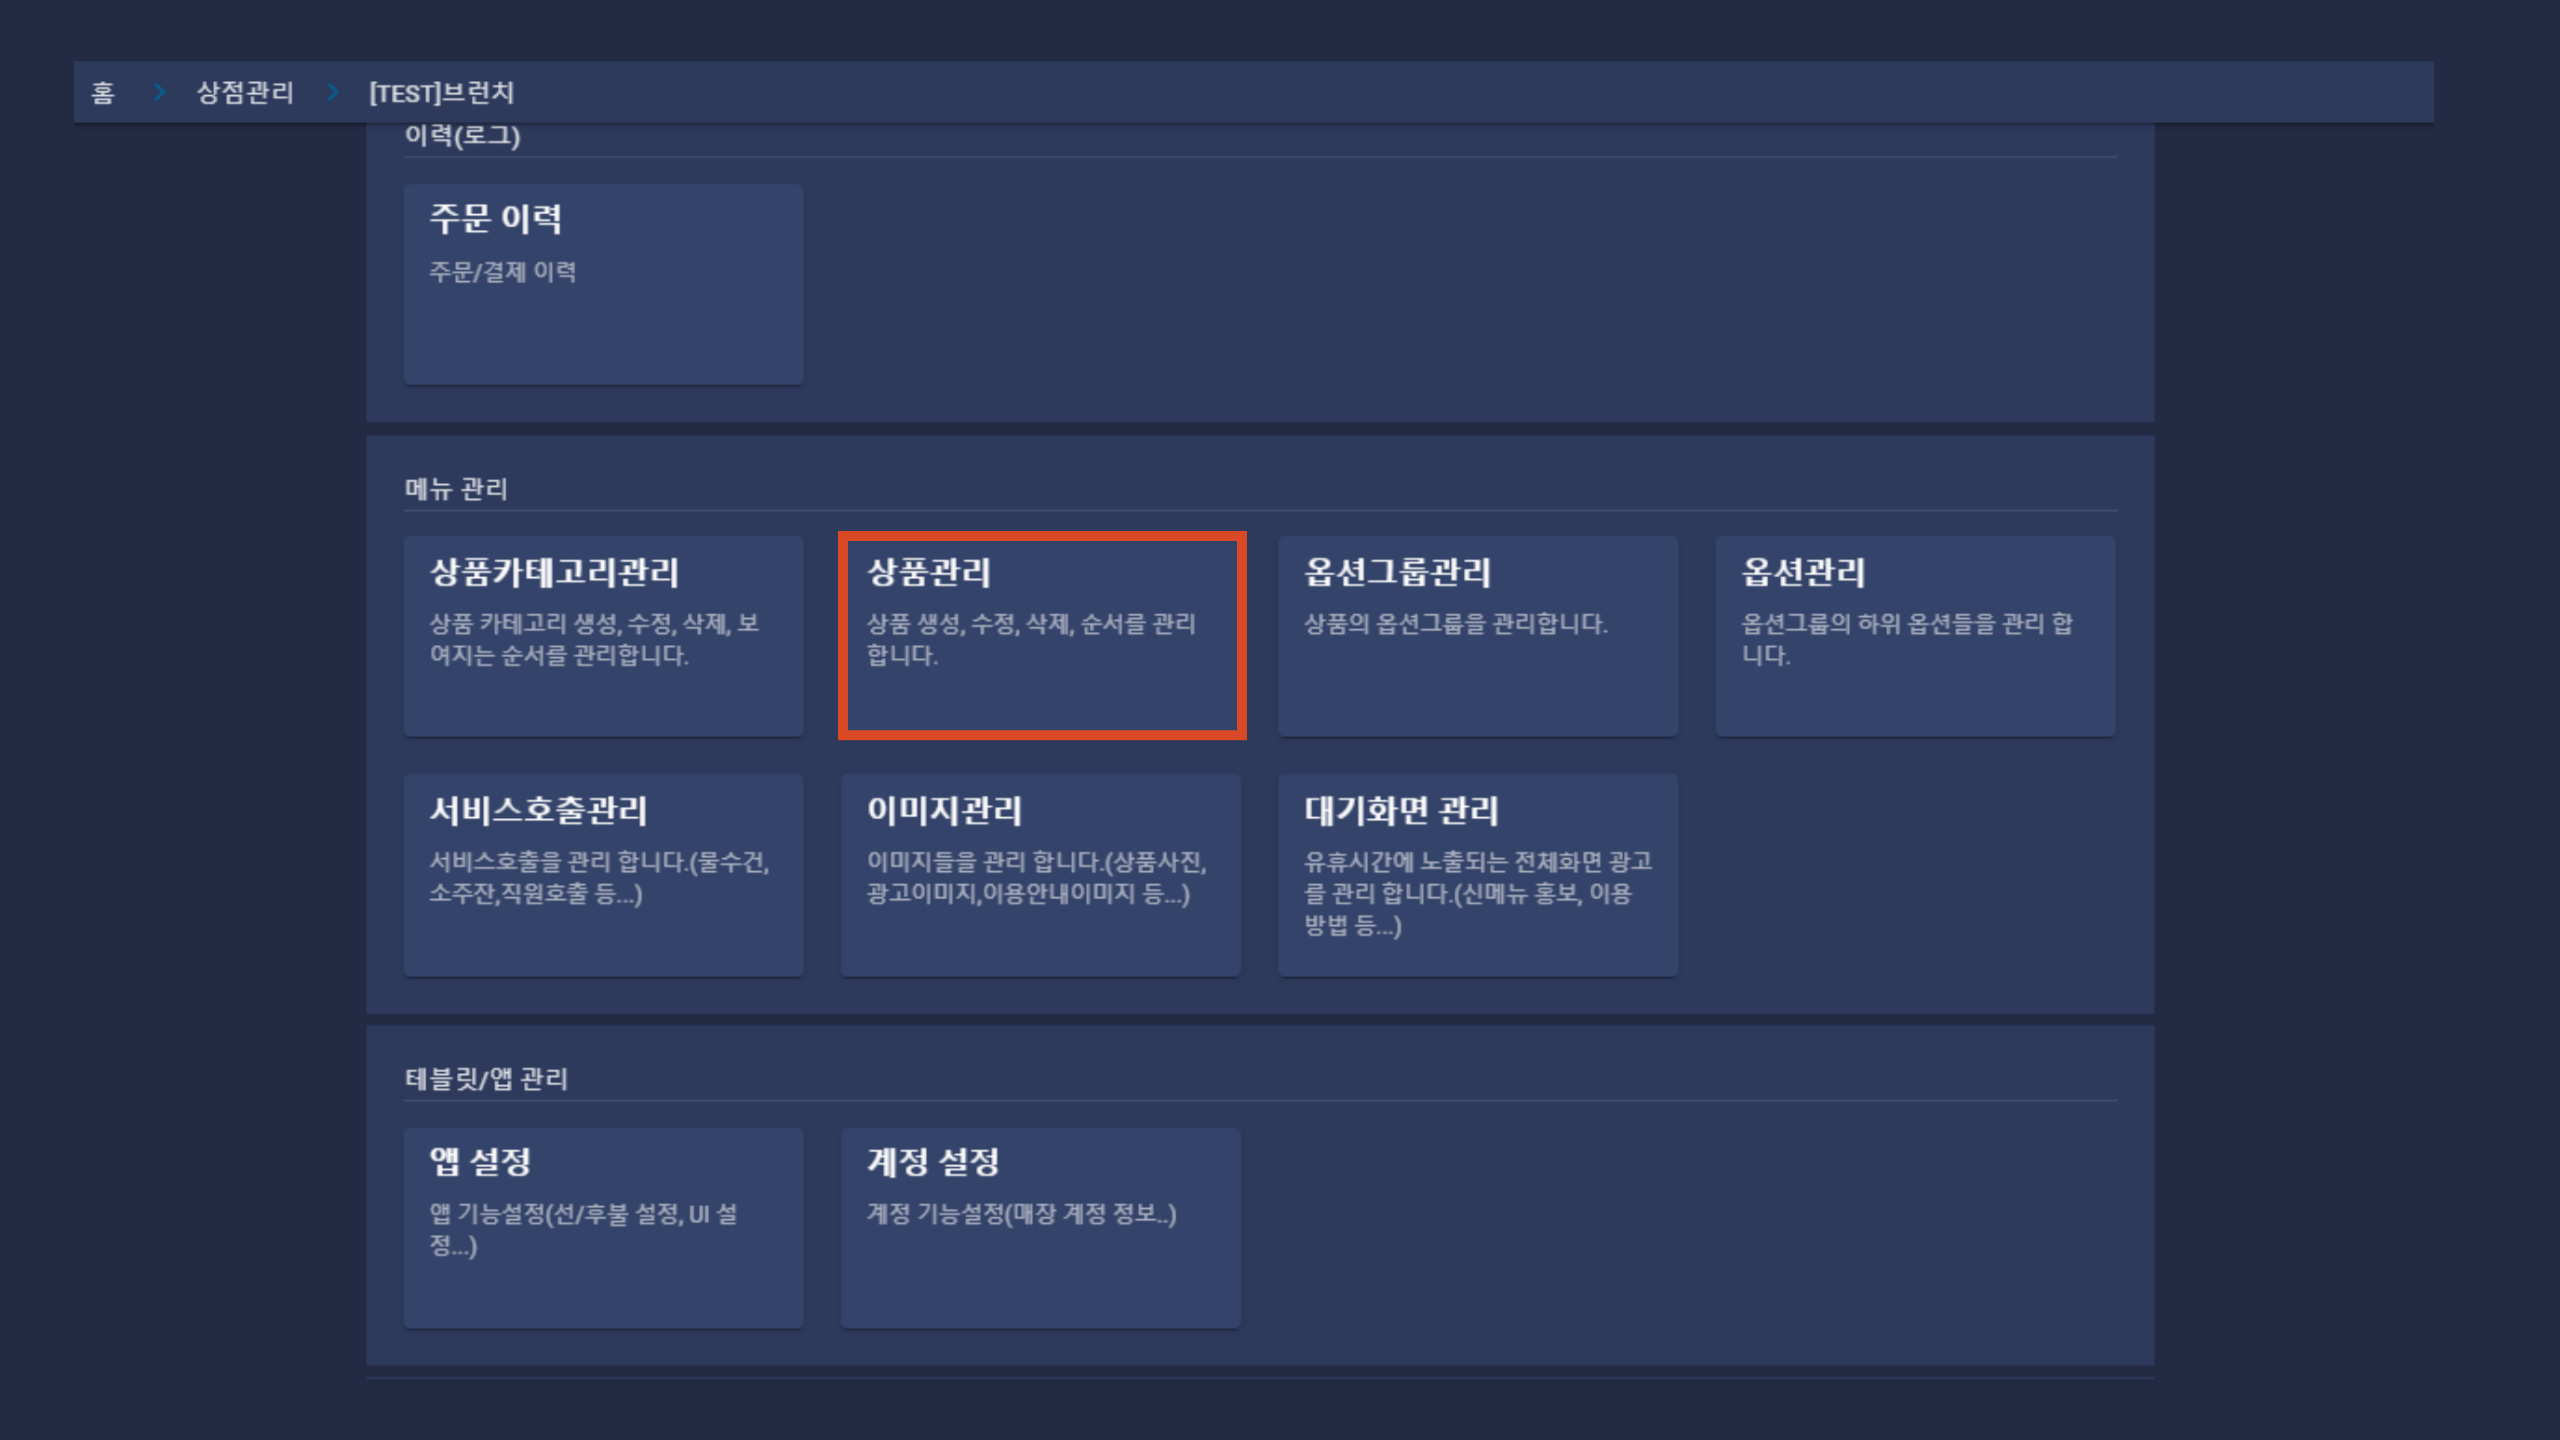 홈 > 상점관리 > [TEST]브런치
이력(로그)
주문 이력
주문/결제 이력
메뉴 관리
상품카테고리관리
상품 카테고리 생성, 수정, 삭제, 보
여지는 순서를 관리합니다.
상품관리
상품 생성, 수정, 삭제, 순서를 관리
합니다.
옵션그룹관리
상품의 옵션그룹을 관리합니다.
옵션관리
옵션그룹의 하위 옵션들을 관리 합
니다.
서비스호출관리
서비스호출을 관리 합니다.(물수건,
소주잔,직원호출 등...)
이미지관리
이미지들을 관리 합니다.(상품사진,
광고이미지,이용안내이미지 등...)
대기화면 관리
유휴시간에 노출되는 전체화면 광고
를 관리 합니다.(신메뉴 홍보, 이용
방법 등...)
테블릿/앱 관리
앱 설정
앱 기능설정(선/후불 설정, UI 설
정...)
계정 설정
계정 기능설정(매장 계정 정보..)